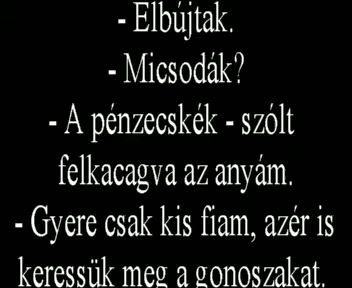 - Elbújtak.
- Micsodák?
- A pénzecskék - szólt
felkacagva az anyám.
- Gyere csak kis fiam, azér is
keressük meg a gonoszakat.